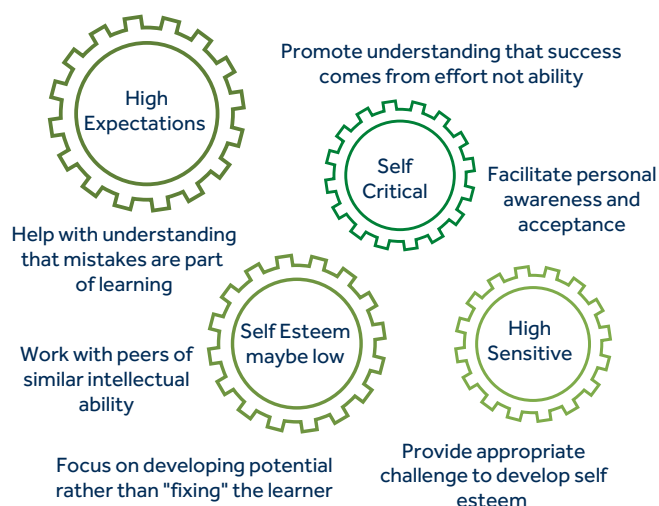 Promote understanding that success
comes from effort not ability
High
Expectations
Self
Critical
Facilitate personal
awareness and
acceptance
Help with understanding
that mistakes are part
of learning
Self Esteem
maybe low
High
Sensitive
Work with peers of
similar intellectual
ability
Focus on developing potential
rather than "fixing" the learner
Provide appropriate
challenge to develop self
esteem